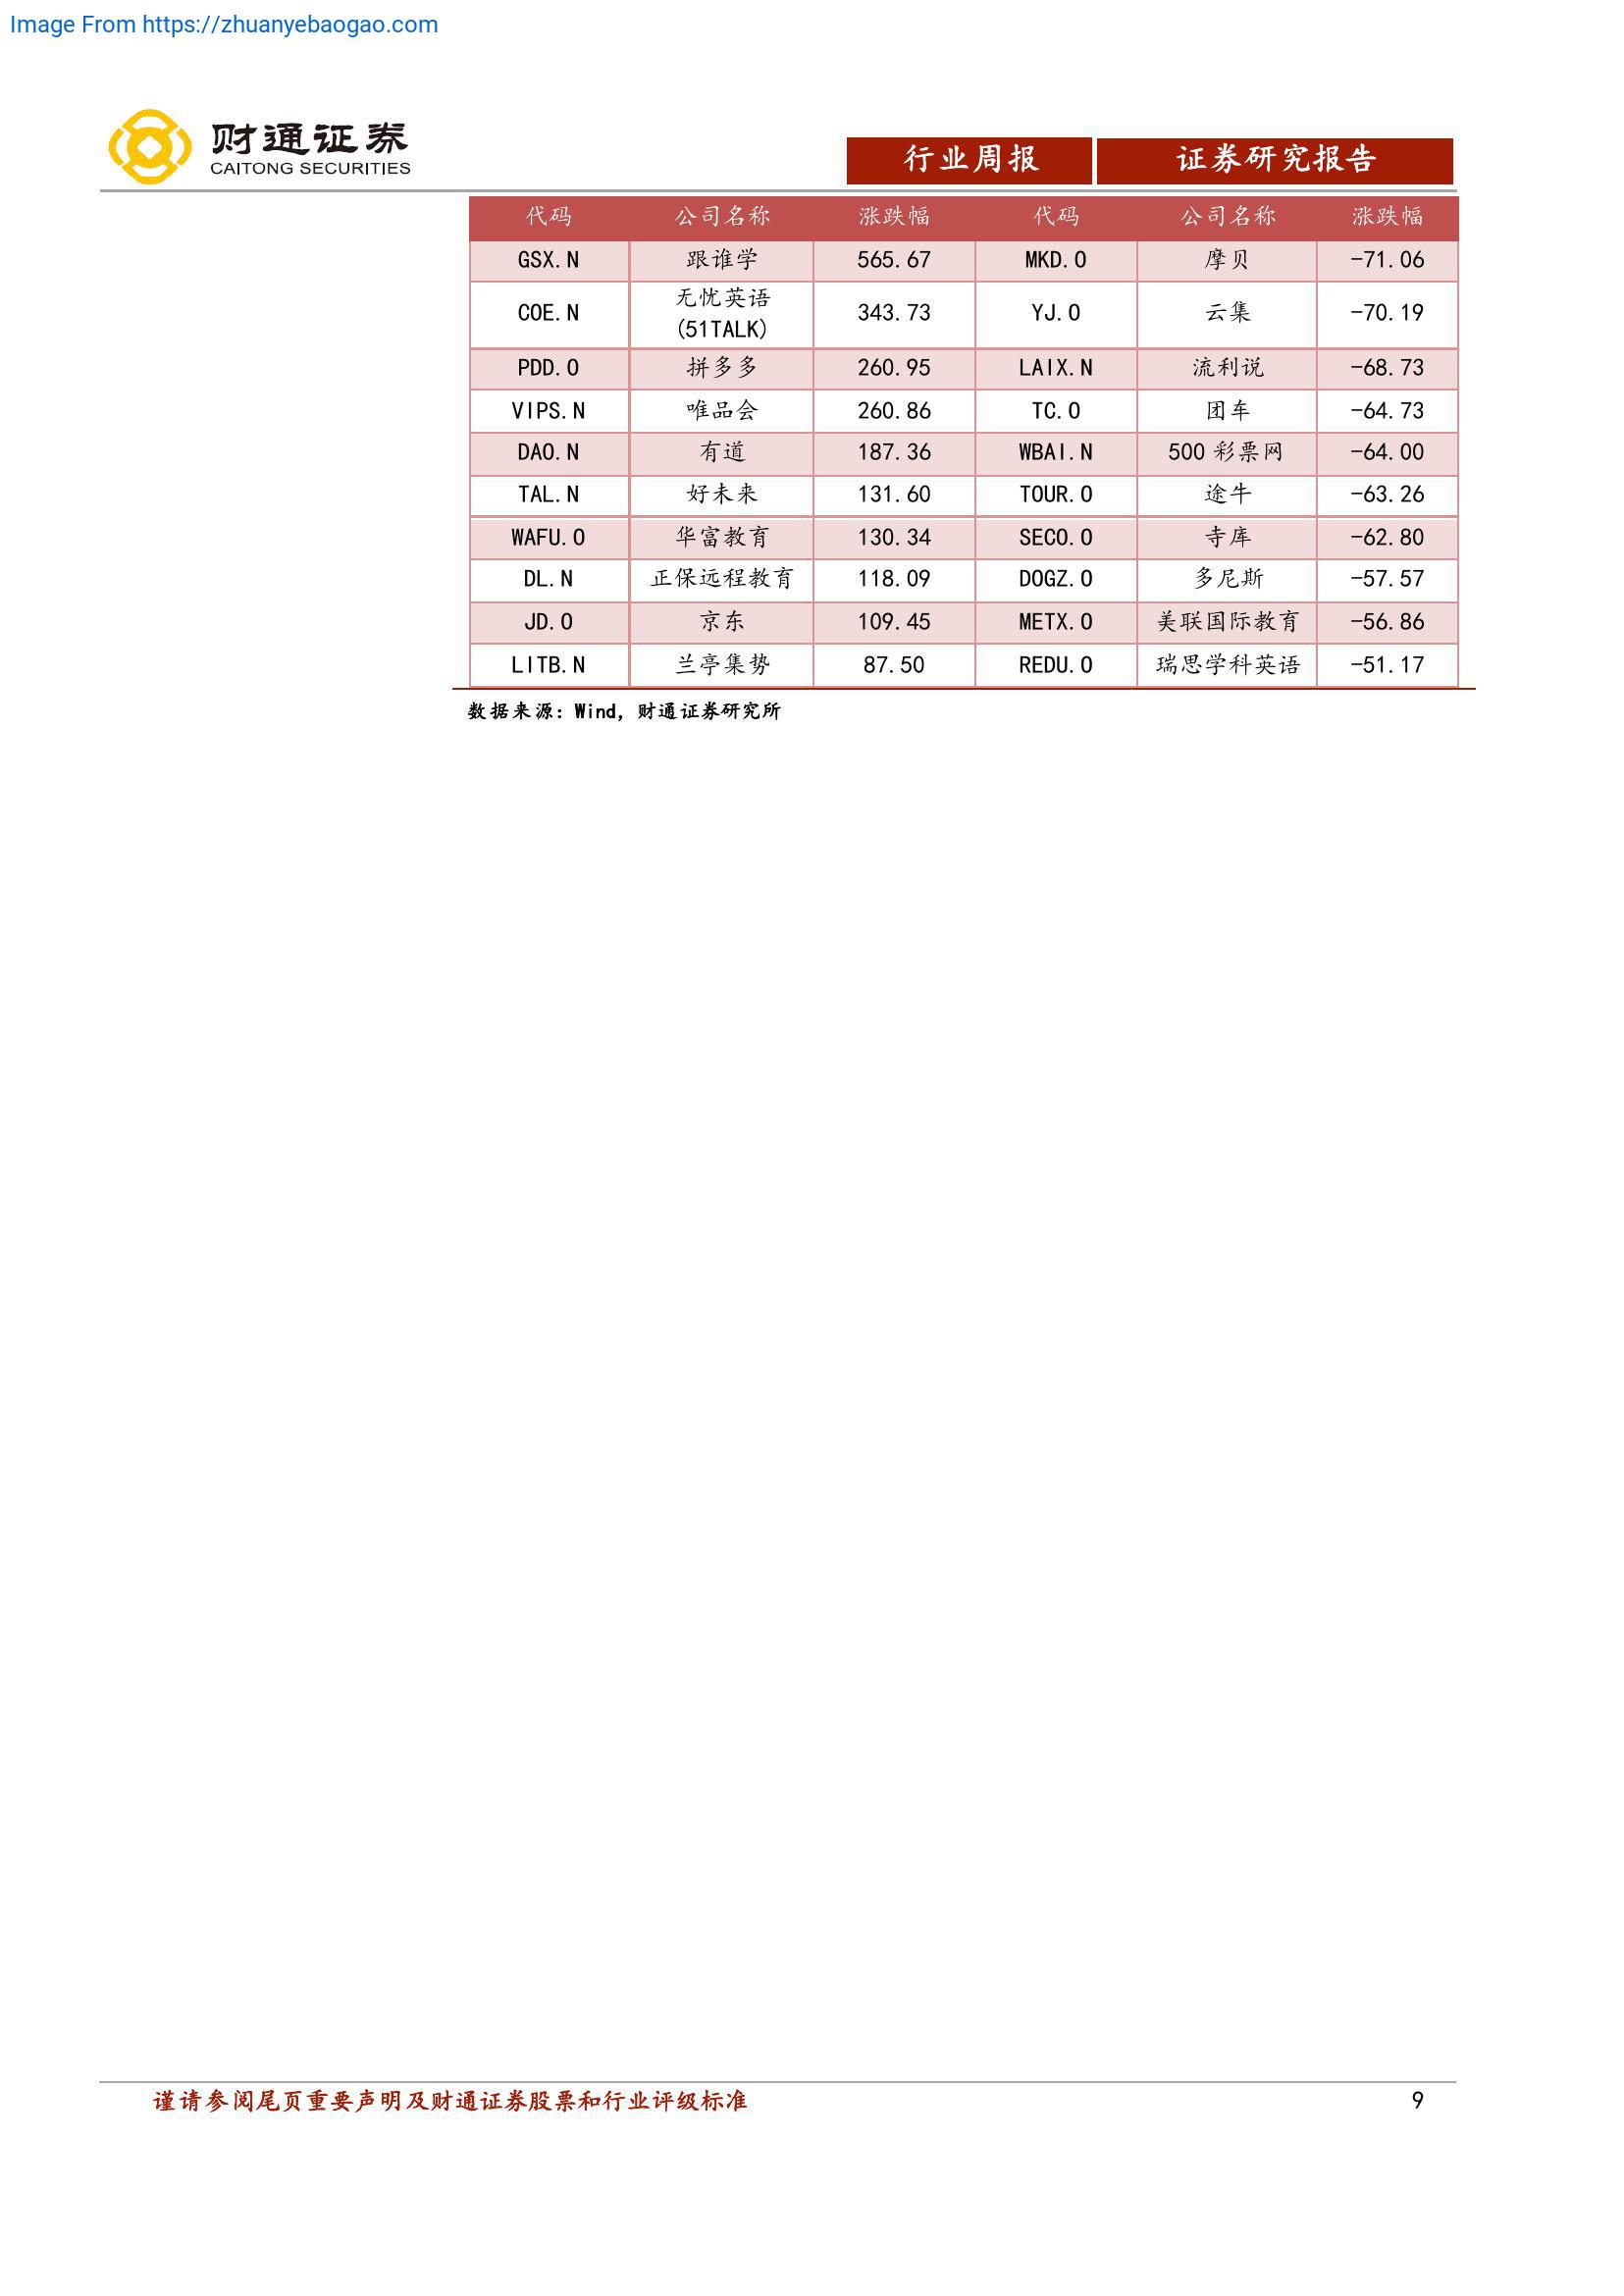 Image From https://zhuanyebaogao.com
财通证券
CAITONG SECURITIES
行业周报 证券研究报告
代码 公司名称 涨跌幅 代码 公司名称 涨跌幅
GSX.N 跟谁学 565.67 MKD.O 摩贝 -71.06
COE.N 无忧英语 (51TALK) 343.73 YJ.O 云集 -70.19
PDD.O 拼多多 260.95 LAIX.N 流利说 -68.73
VIPS.N 唯品会 260.86 TC.O 团车 -64.73
DAO.N 有道 187.36 WBAI.N 500 彩票网 -64.00
TAL.N 好未来 131.60 TOUR.O 途牛 -63.26
WAFU.O 华富教育 130.34 SECO.O 寺库 -62.80
DL.N 正保远程教育 118.09 DOGZ.O 多尼斯 -57.57
JD.O 京东 109.45 METX.O 美联国际教育 -56.86
LITB.N 兰亭集势 87.50 REDU.O 瑞思学科英语 -51.17
数据来源：Wind，财通证券研究所
谨请参阅尾页重要声明及财通证券股票和行业评级标准 9